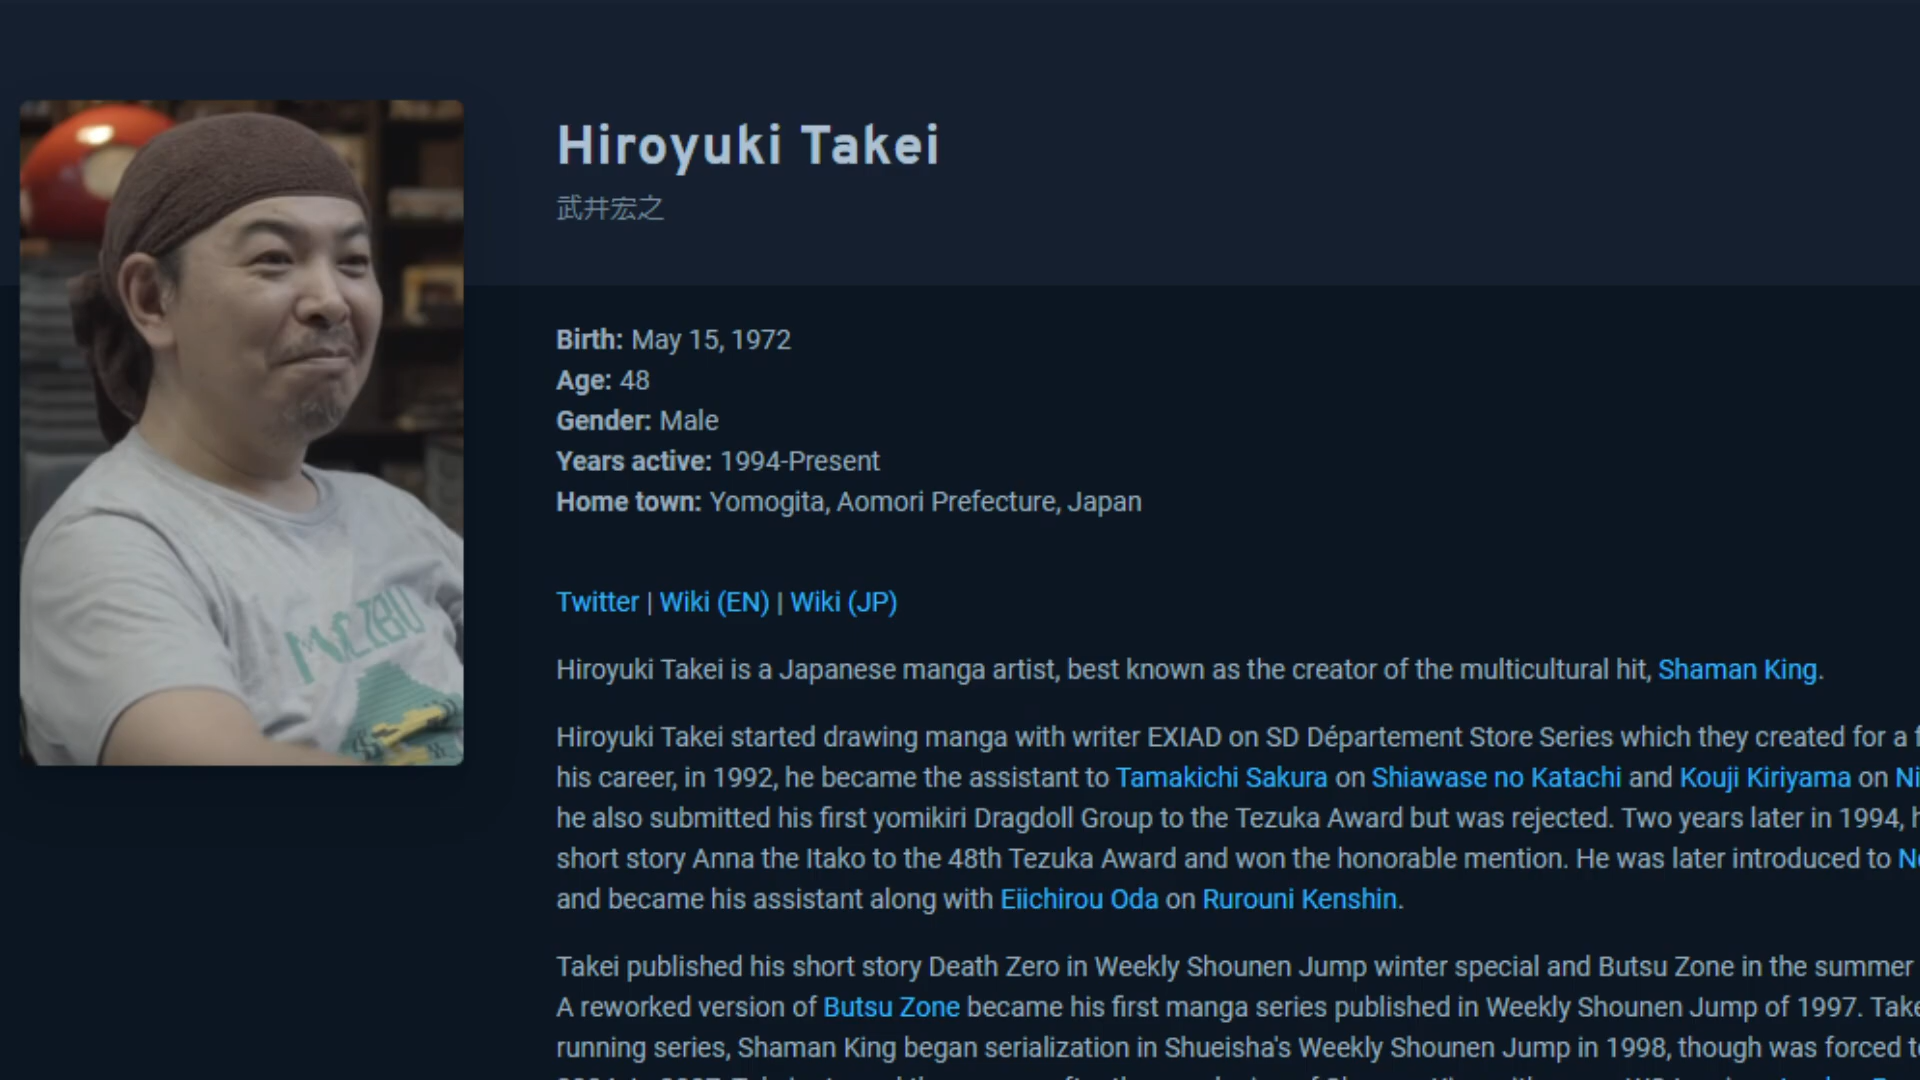 Hiroyuki Takei
武井宏之
Birth: May 15, 1972
Age: 48
Gender: Male
Years active: 1994-Present
Home town: Yomogita, Aomori Prefecture, Japan
Twitter | Wiki (EN) | Wiki (JP)
Hiroyuki Takei is a Japanese manga artist, best known as the creator of the multicultural hit, Shaman King.
Hiroyuki Takei started drawing manga with writer EXIAD on SD Département Store Series which they created for a
his career, in 1992, he became the assistant to Tamakichi Sakura on Shiawase no Katachi and Kouji Kiriyama on
he also submitted his first yomikiri Dragdoll Group to the Tezuka Award but was rejected. Two years later in 1994,
short story Anna the Itako to the 48th Tezuka Award and won the honorable mention. He was later introduced to
and became his assistant along with Eiichirou Oda on Rurouni Kenshin.
Takei published his short story Death Zero in Weekly Shounen Jump winter special and Butsu Zone in the summer
A reworked version of Butsu Zone became his first manga series published in Weekly Shounen Jump of 1997.
running series, Shaman King began serialization in Shueisha's Weekly Shounen Jump in 1998, though was forced